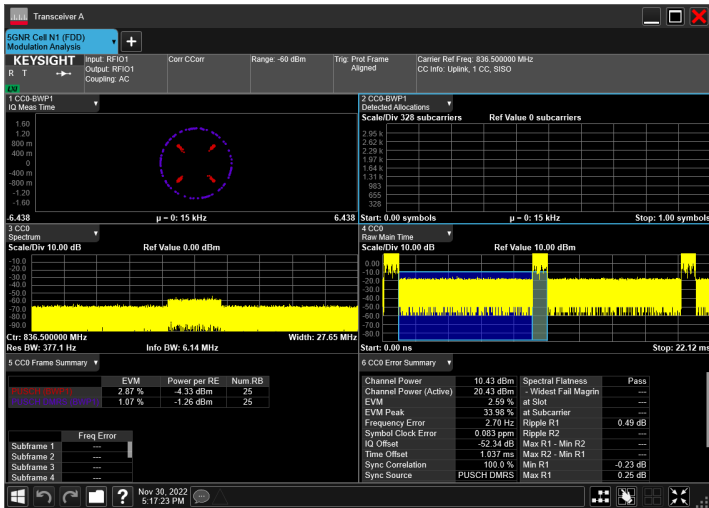 Transceiver A
5GNR Cell N1 (FDD)
Modulation Analysis
KEYSIGHT
R T
LXI
Input: RFIO1
Output: RFIO1
Coupling: AC
Corr CCorr
Range: -60 dBm
Trig: Prot Frame
Aligned
Carrier Ref Freq: 836.500000 MHz
CC Info: Uplink, 1 CC, SISO
1 CC0-BWP1
IQ Meas Time
1.60
1.20
800 m
400 m
0
-400 m
-800 m
-1.20
-1.60
-6.438
µ – 0: 15 kHz
6.438
2 CC0-BWP1
Detected Allocations
Scale/Div 328 subcarriers
Ref Value 0 subcarriers
2.95 k
2.62 k
2.29 k
1.97 k
1.64 k
1.31 k
983
655
328
Start: 0.00 symbols
µ – 0: 15 kHz
Stop: 1.00 symbols
3 CC0
Spectrum
Scale/Div 10.00 dB
Ref Value 0.00 dBm
-10.0
-20.0
-30.0
-40.0
-50.0
-60.0
-70.0
-80.0
-90.0
Ctr: 836.500000 MHz
Width: 27.65 MHz
Res BW: 377.1 Hz
Info BW: 6.14 MHz
4 CC0
Raw Main Time
Scale/Div 10.00 dB
Ref Value 10.00 dBm
0.00
-10.0
-20.0
-30.0
-40.0
-50.0
-60.0
-70.0
-80.0
Start: 0.00 ns
Stop: 22.12 ms
5 CC0 Frame Summary
EVM Power per RE Num.RB
2.87 % -4.33 dBm 25
1.07 % -1.26 dBm 25
Freq Error
Subframe 1 ---
Subframe 2 ---
Subframe 3 ---
Subframe 4 ---
6 CC0 Error Summary
Channel Power 10.43 dBm Spectral Flatness Pass
Channel Power (Active) 20.43 dBm - Widest Fail Magrin ---
EVM 2.59 % at Slot ---
EVM Peak 33.98 % at Subcarrier ---
Frequency Error 2.70 Hz Ripple R1 0.49 dB
Symbol Clock Error 0.083 ppm Ripple R2 ---
IQ Offset -52.34 dB Max R1 - Min R2 ---
Time Offset 1.037 ms Max R2 - Min R1 ---
Sync Correlation 100.0 % Min R1 -0.23 dB
Sync Source PUSCH DMRS Max R1 0.25 dB
Nov 30, 2022
5:17:23 PM